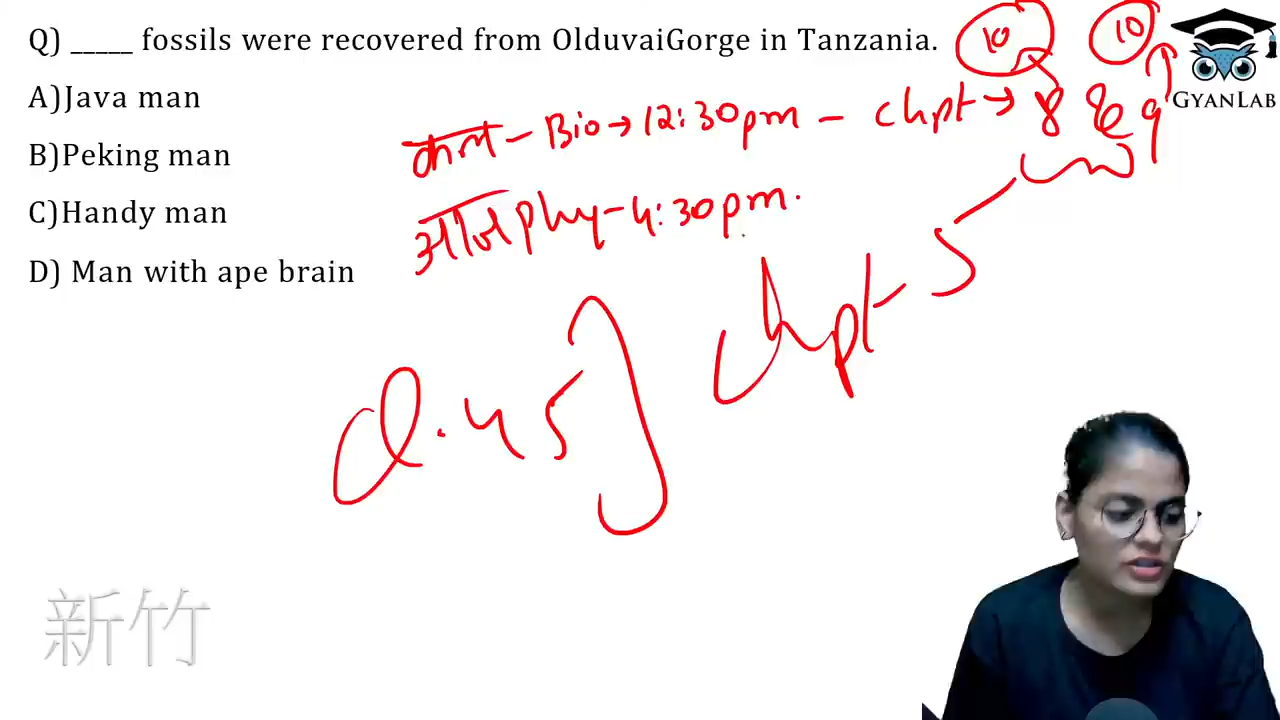 Q) _____ fossils were recovered from OlduvaiGorge in Tanzania.
10 10
GYANLAB
A)Java man
कल - Bio → 12:30pm - chpt → 8 & 9
B)Peking man
C)Handy man
आज Phy - 4:30pm.
D) Man with ape brain
chpt - 5
45
新竹